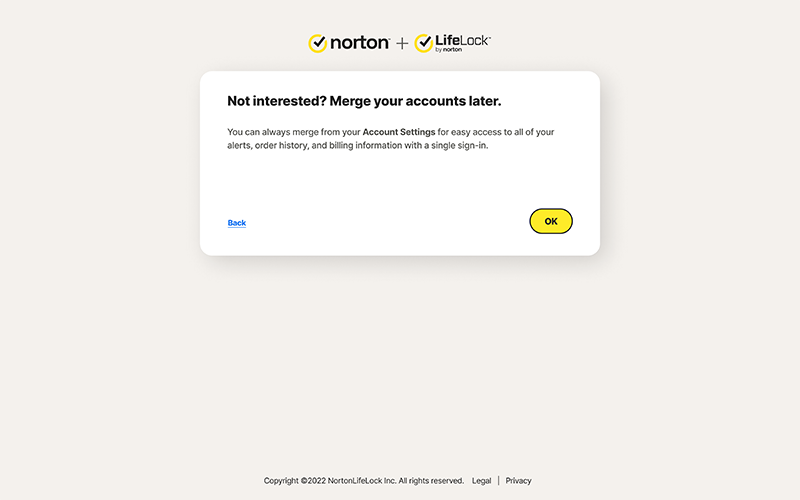 norton + LifeLock™
by norton
Not interested? Merge your accounts later.
You can always merge from your Account Settings for easy access to all of your
alerts, order history, and billing information with a single sign-in.
Back
OK
Copyright ©2022 NortonLifeLock Inc. All rights reserved. Legal | Privacy